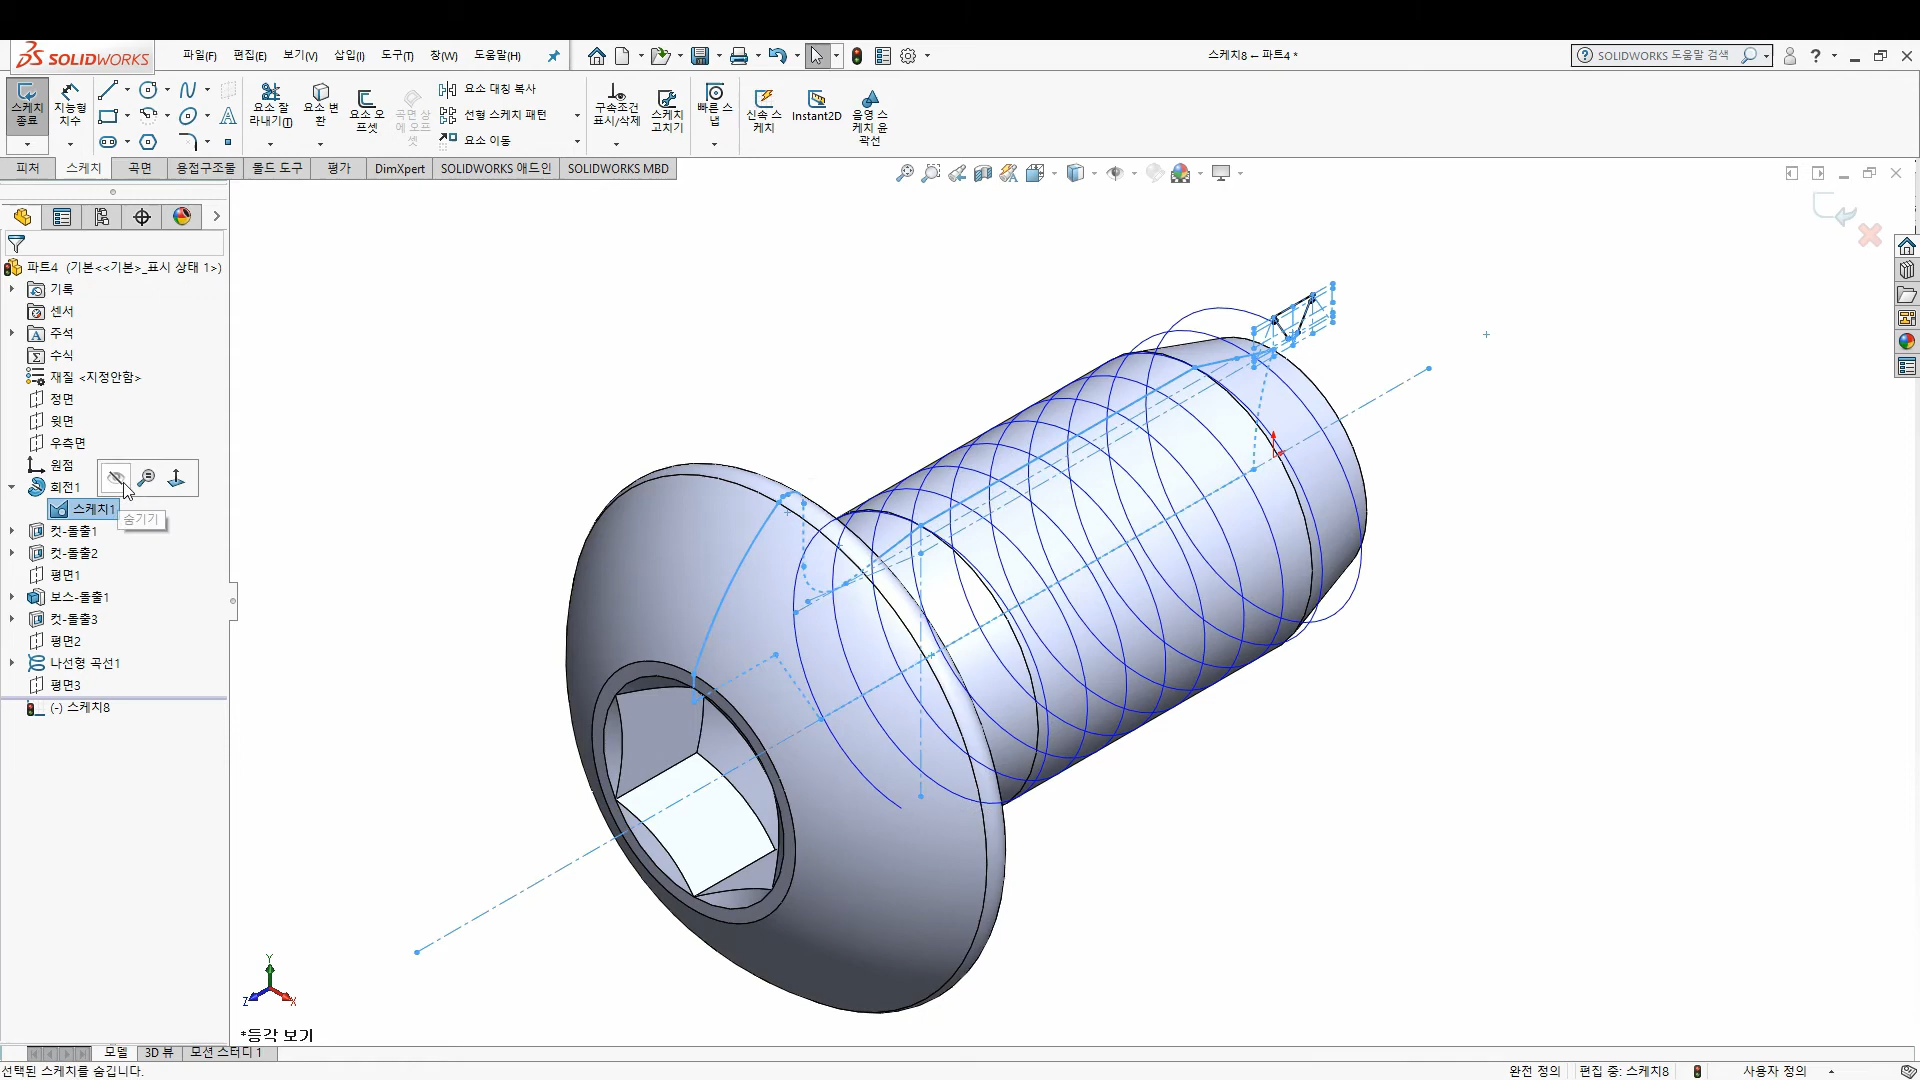 SOLIDWORKS
파일(F) 편집(E) 보기(V) 삽입(I) 도구(T) 창(W) 도움말(H)
스케치8 ← 파트4 *
SOLIDWORKS 도움말 검색
스케치
종료
지능형
치수
요소 잘
라내기(T)
요소 변
환
요소 오
프셋
곡면 상
에 오프
셋
요소 대칭 복사
선형 스케치 패턴
요소 이동
구속조건
표시/삭제
스케치
고치기
빠른 스
냅
신속 스
케치
Instant2D
음영 스
케치 윤
곽선
피처 스케치 곡면 용접구조물 몰드 도구 평가 DimXpert SOLIDWORKS 애드인 SOLIDWORKS MBD
파트4 (기본<<기본>_표시 상태 1>)
기록
센서
주석
수식
재질 <지정안함>
정면
윗면
우측면
원점
회전1
스케치1
숨기기
컷-돌출1
컷-돌출2
평면1
보스-돌출1
컷-돌출3
평면2
나선형 곡선1
평면3
(-) 스케치8
Y
Z
X
*등각 보기
모델 3D 뷰 모션 스터디 1
선택된 스케치를 숨깁니다.
완전 정의 편집 중: 스케치8 사용자 정의